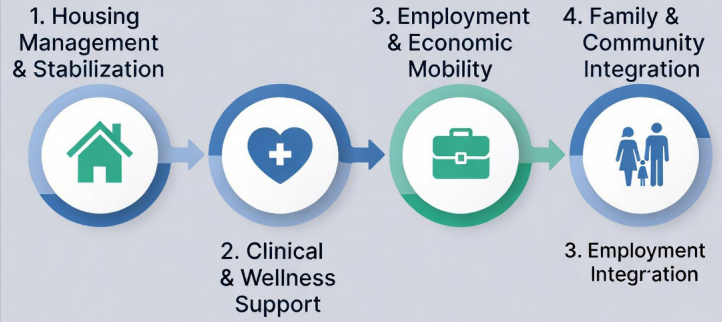 1. Housing
Management
& Stabilization
2. Clinical
& Wellness
Support
3. Employment
& Economic
Mobility
4. Family &
Community
Integration
3. Employment
Integration